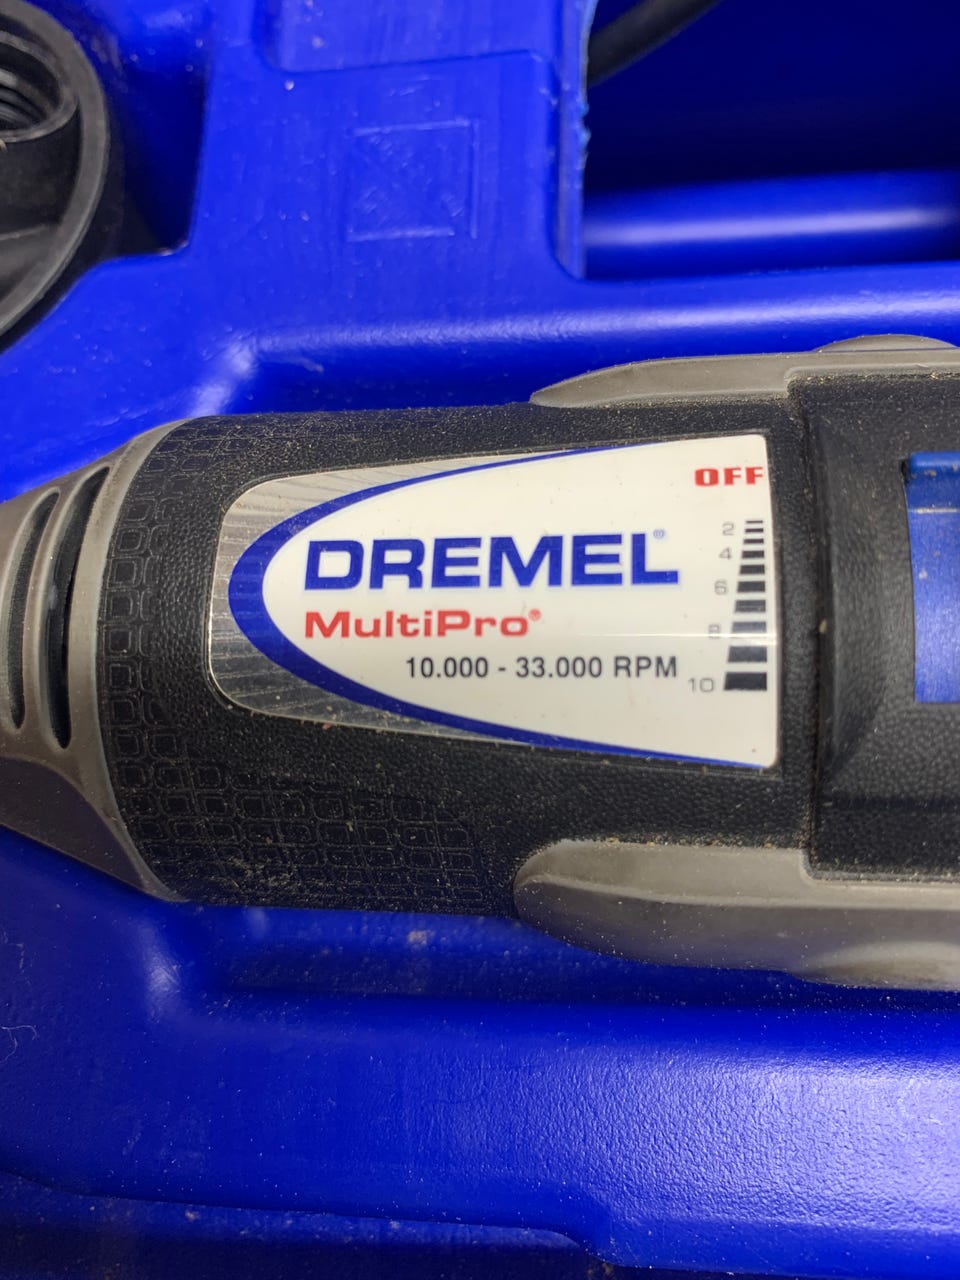 OFF
DREMEL®
MultiPro®
10.000 - 33.000 RPM
2
4
6
8
10